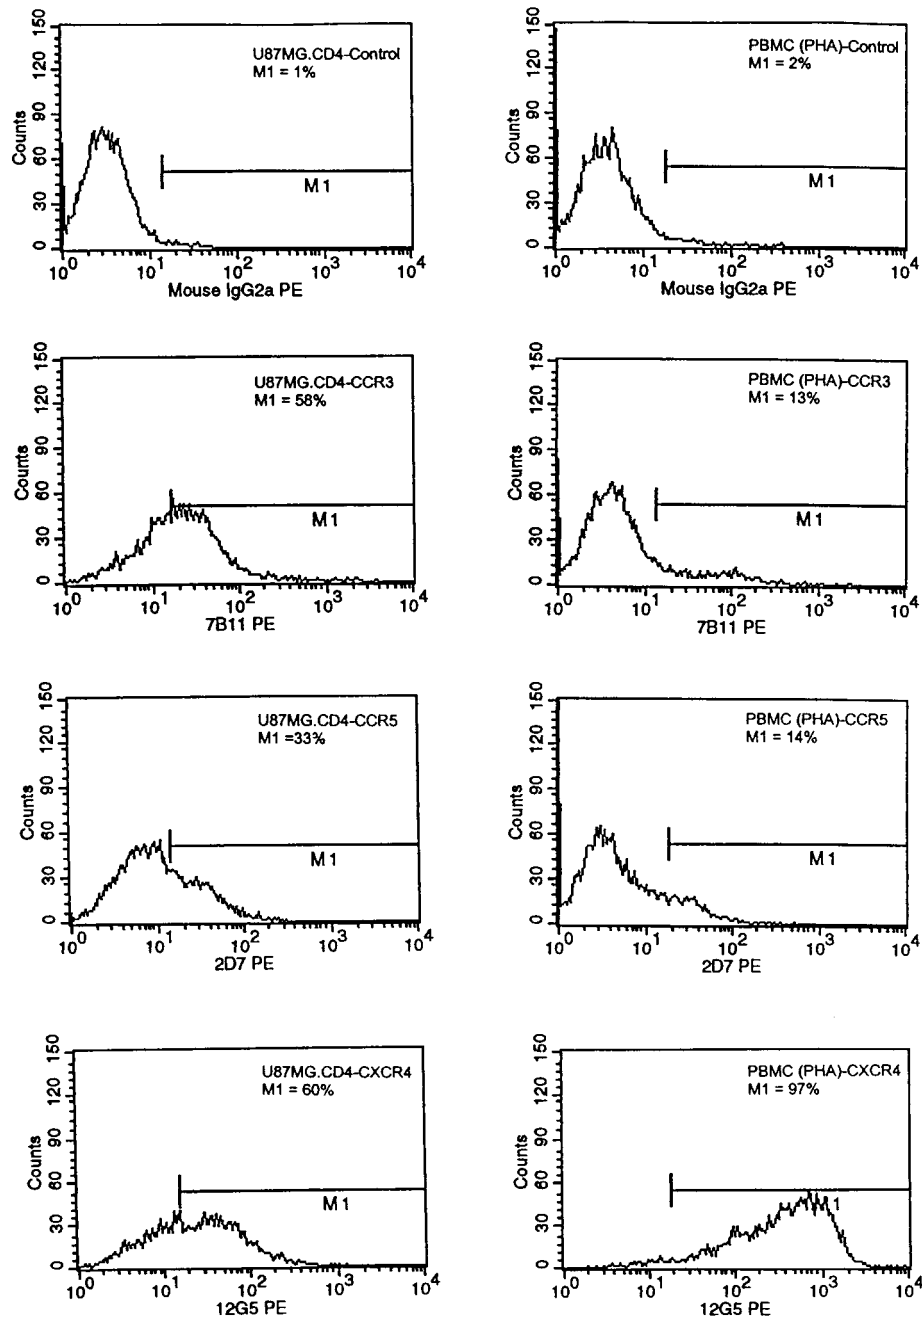 U87MG.CD4-Control
M1 = 1%
Counts
150
120
90
60
30
0
M1
10^0 10^1 10^2 10^3 10^4
Mouse IgG2a PE
PBMC (PHA)-Control
M1 = 2%
Counts
150
120
90
60
30
0
M1
10^0 10^1 10^2 10^3 10^4
Mouse IgG2a PE
U87MG.CD4-CCR3
M1 = 58%
Counts
150
120
90
60
30
0
M1
10^0 10^1 10^2 10^3 10^4
7B11 PE
PBMC (PHA)-CCR3
M1 = 13%
Counts
150
120
90
60
30
0
M1
10^0 10^1 10^2 10^3 10^4
7B11 PE
U87MG.CD4-CCR5
M1 =33%
Counts
150
120
90
60
30
0
M1
10^0 10^1 10^2 10^3 10^4
2D7 PE
PBMC (PHA)-CCR5
M1 = 14%
Counts
150
120
90
60
30
0
M1
10^0 10^1 10^2 10^3 10^4
2D7 PE
U87MG.CD4-CXCR4
M1 = 60%
Counts
150
120
90
60
30
0
M1
10^0 10^1 10^2 10^3 10^4
12G5 PE
PBMC (PHA)-CXCR4
M1 = 97%
Counts
150
120
90
60
30
0
1
10^0 10^1 10^2 10^3 10^4
12G5 PE